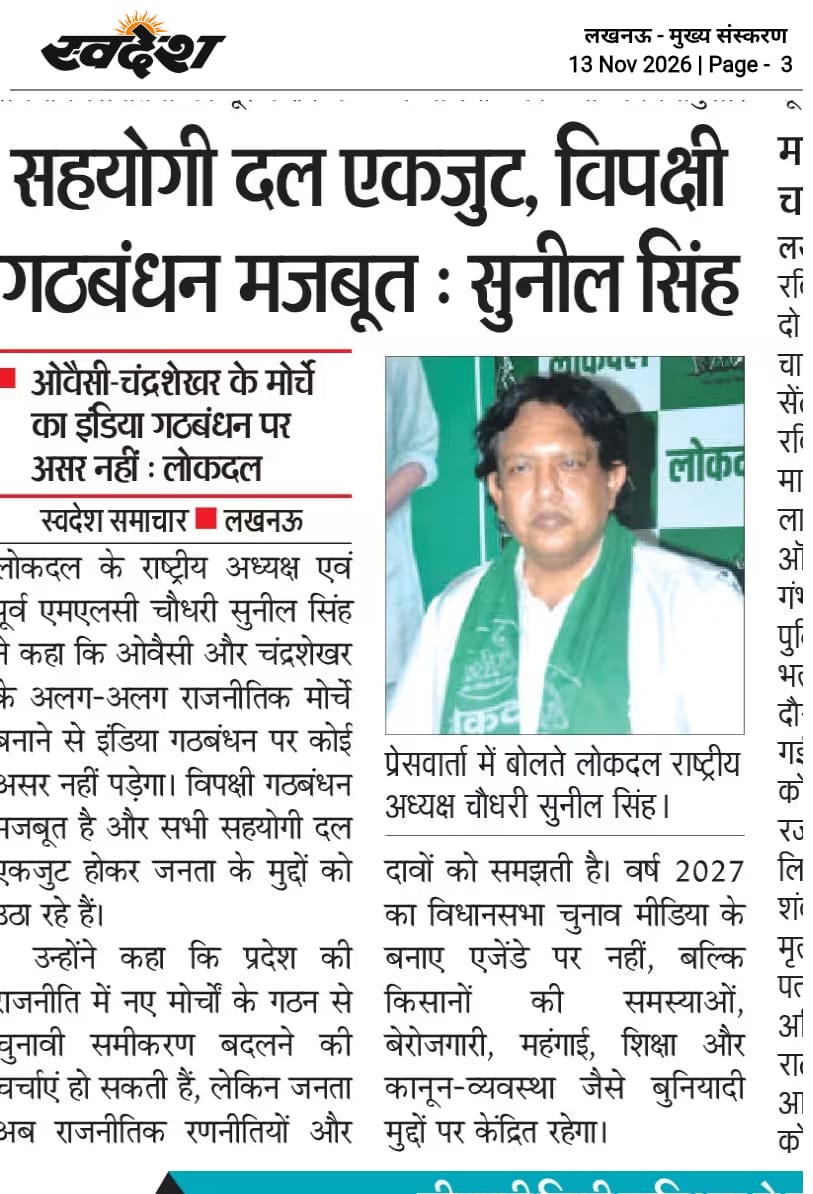 स्वदेश
लखनऊ - मुख्य संस्करण
13 Nov 2026 | Page - 3
सहयोगी दल एकजुट, विपक्षी
गठबंधन मजबूत : सुनील सिंह
ओवैसी-चंद्रशेखर के मोर्चे
का इंडिया गठबंधन पर
असर नहीं : लोकदल
स्वदेश समाचार ■ लखनऊ
लोकदल के राष्ट्रीय अध्यक्ष एवं
पूर्व एमएलसी चौधरी सुनील सिंह
ने कहा कि ओवैसी और चंद्रशेखर
के अलग-अलग राजनीतिक मोर्चे
बनाने से इंडिया गठबंधन पर कोई
असर नहीं पड़ेगा। विपक्षी गठबंधन
मजबूत है और सभी सहयोगी दल
एकजुट होकर जनता के मुद्दों को
उठा रहे हैं।
उन्होंने कहा कि प्रदेश की
राजनीति में नए मोर्चों के गठन से
चुनावी समीकरण बदलने की
चर्चाएं हो सकती हैं, लेकिन जनता
अब राजनीतिक रणनीतियों और
लोकदल
लोकद
प्रेसवार्ता में बोलते लोकदल राष्ट्रीय
अध्यक्ष चौधरी सुनील सिंह।
दावों को समझती है। वर्ष 2027
का विधानसभा चुनाव मीडिया के
बनाए एजेंडे पर नहीं, बल्कि
किसानों की समस्याओं,
बेरोजगारी, महंगाई, शिक्षा और
कानून-व्यवस्था जैसे बुनियादी
मुद्दों पर केंद्रित रहेगा।